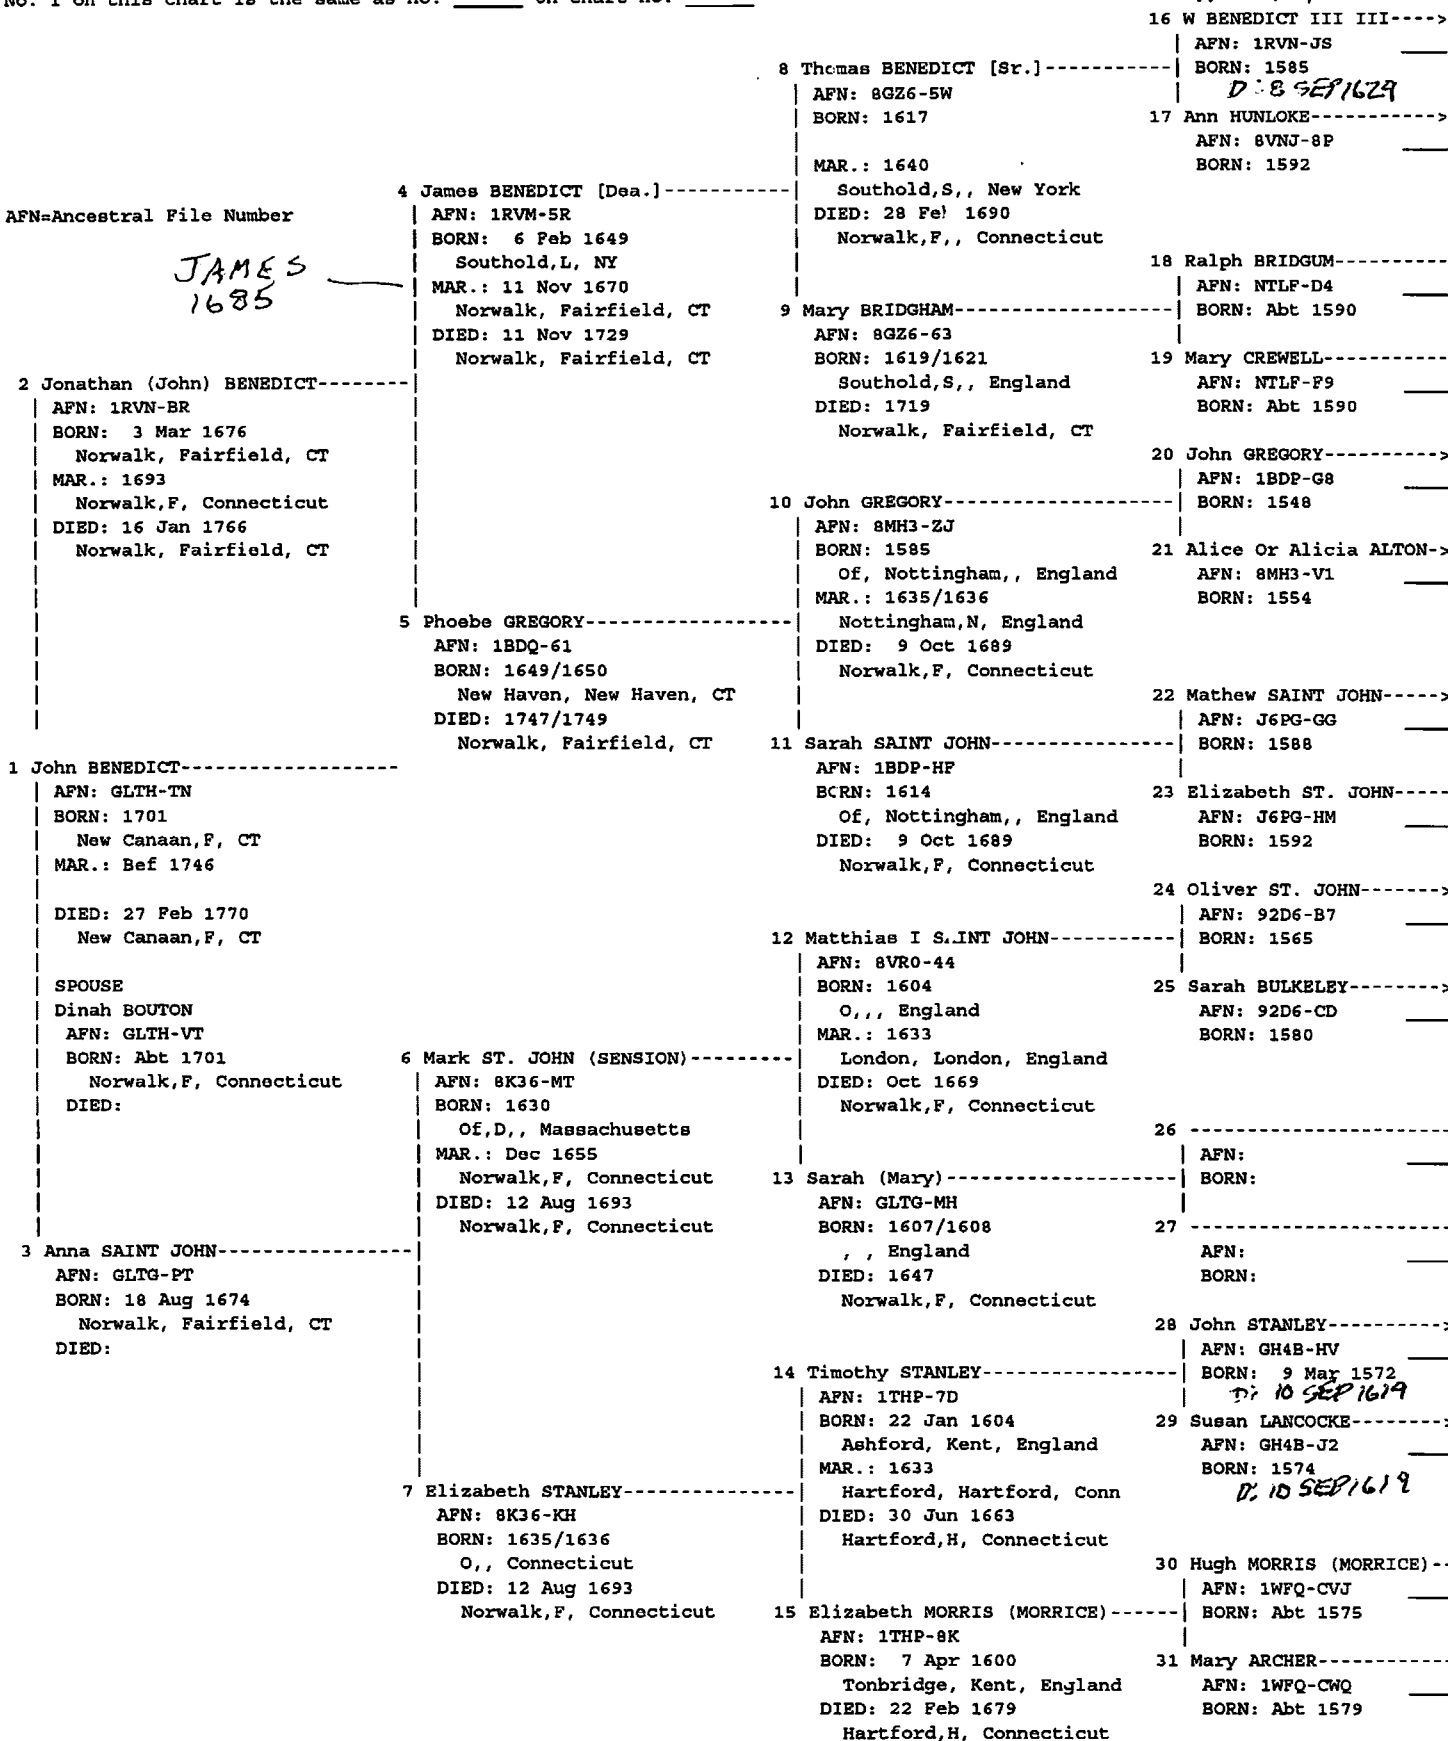 No. 1 on this chart is the same as no. _____ on chart no. _____
16 W BENEDICT III III---->
AFN: 1RVN-JS
BORN: 1585
D: 8 SEP 1629
8 Thomas BENEDICT [Sr.]-----------
AFN: 8GZ6-5W
BORN: 1617
MAR.: 1640
Southold,S,, New York
DIED: 28 Fe! 1690
Norwalk,F,, Connecticut
17 Ann HUNLOKE----------->
AFN: 8VNJ-8P
BORN: 1592
4 James BENEDICT [Dea.]-----------
AFN: 1RVM-5R
BORN: 6 Feb 1649
Southold,L, NY
MAR.: 11 Nov 1670
Norwalk, Fairfield, CT
DIED: 11 Nov 1729
Norwalk, Fairfield, CT
AFN=Ancestral File Number
JAMES
1685
18 Ralph BRIDGUM----------
AFN: NTLF-D4
BORN: Abt 1590
9 Mary BRIDGHAM-------------------
AFN: 8GZ6-63
BORN: 1619/1621
Southold,S,, England
DIED: 1719
Norwalk, Fairfield, CT
19 Mary CREWELL-----------
AFN: NTLF-F9
BORN: Abt 1590
2 Jonathan (John) BENEDICT--------
AFN: 1RVN-BR
BORN: 3 Mar 1676
Norwalk, Fairfield, CT
MAR.: 1693
Norwalk,F, Connecticut
DIED: 16 Jan 1766
Norwalk, Fairfield, CT
20 John GREGORY---------->
AFN: 1BDP-G8
BORN: 1548
10 John GREGORY-------------------
AFN: 8MH3-ZJ
BORN: 1585
Of, Nottingham,, England
MAR.: 1635/1636
Nottingham,N, England
DIED: 9 Oct 1689
Norwalk,F, Connecticut
21 Alice Or Alicia ALTON->
AFN: 8MH3-V1
BORN: 1554
5 Phoebe GREGORY-----------------
AFN: 1BDQ-61
BORN: 1649/1650
New Haven, New Haven, CT
DIED: 1747/1749
Norwalk, Fairfield, CT
22 Mathew SAINT JOHN----->
AFN: J6PG-GG
BORN: 1588
11 Sarah SAINT JOHN---------------
AFN: 1BDP-HF
BORN: 1614
Of, Nottingham,, England
DIED: 9 Oct 1689
Norwalk,F, Connecticut
23 Elizabeth ST. JOHN-----
AFN: J6PG-HM
BORN: 1592
1 John BENEDICT-------------------
AFN: GLTH-TN
BORN: 1701
New Canaan,F, CT
MAR.: Bef 1746
DIED: 27 Feb 1770
New Canaan,F, CT
SPOUSE
Dinah BOUTON
AFN: GLTH-VT
BORN: Abt 1701
Norwalk,F, Connecticut
DIED:
24 Oliver ST. JOHN------->
AFN: 92D6-B7
BORN: 1565
12 Matthias I S..INT JOHN-----------
AFN: 8VR0-44
BORN: 1604
O,,, England
MAR.: 1633
London, London, England
DIED: Oct 1669
Norwalk,F, Connecticut
25 Sarah BULKELEY-------->
AFN: 92D6-CD
BORN: 1580
6 Mark ST. JOHN (SENSION)---------
AFN: 8K36-MT
BORN: 1630
Of,D,, Massachusetts
MAR.: Dec 1655
Norwalk,F, Connecticut
DIED: 12 Aug 1693
Norwalk,F, Connecticut
26 ----------------------
AFN:
BORN:
13 Sarah (Mary)-------------------
AFN: GLTG-MH
BORN: 1607/1608
, , England
DIED: 1647
Norwalk,F, Connecticut
27 ----------------------
AFN:
BORN:
3 Anna SAINT JOHN----------------
AFN: GLTG-PT
BORN: 18 Aug 1674
Norwalk, Fairfield, CT
DIED:
28 John STANLEY---------->
AFN: GH4B-HV
BORN: 9 Mar 1572
D: 10 SEP 1619
14 Timothy STANLEY----------------
AFN: 1THP-7D
BORN: 22 Jan 1604
Ashford, Kent, England
MAR.: 1633
Hartford, Hartford, Conn
DIED: 30 Jun 1663
Hartford,H, Connecticut
29 Susan LANCOCKE-------->
AFN: GH4B-J2
BORN: 1574
D: 10 SEP 1619
7 Elizabeth STANLEY--------------
AFN: 8K36-KH
BORN: 1635/1636
O,, Connecticut
DIED: 12 Aug 1693
Norwalk,F, Connecticut
30 Hugh MORRIS (MORRICE)--
AFN: 1WFQ-CVJ
BORN: Abt 1575
15 Elizabeth MORRIS (MORRICE)------
AFN: 1THP-8K
BORN: 7 Apr 1600
Tonbridge, Kent, England
DIED: 22 Feb 1679
Hartford,H, Connecticut
31 Mary ARCHER------------
AFN: 1WFQ-CWQ
BORN: Abt 1579